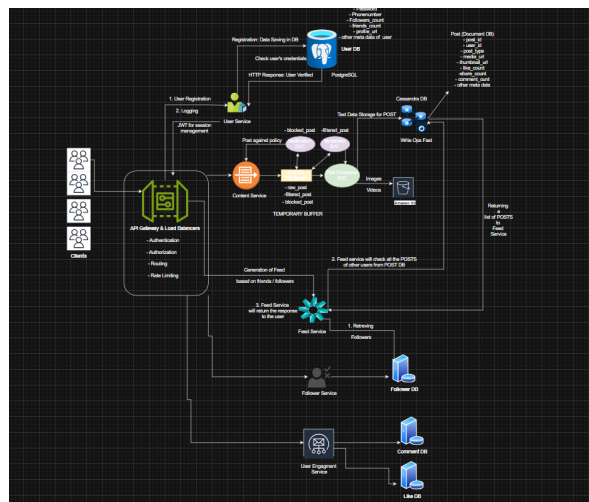 - Password
- Phonenumber
- Followers_count
- friends_count
- profile_url
- other meta data of user
Registration: Data Saving in DB
User DB
Check user's credentials
HTTP Response: User Verified
PostgreSQL
Post (Document DB)
- post_id
- user_id
- post_type
- media_url
- thumbnail_url
- like_count
-share_count
- comment_count
- other meta data
1. User Registration
2. Logging
User Service
JWT for session
management
Cassandra DB
Text Data Storage for POST
Write Ops Fast
- blocked_post
-filtered_post
Post against policy
Content Service
- raw_post
-filtered_post
- blocked_post
TEMPORARY BUFFER
Images
Videos
Amazon S3
Clients
API Gateway & Load Balancers
- Authentication
- Authorization
- Routing
- Rate Limiting
Returning
a
list of POSTS
to
Feed
Service
2. Feed service will check all the POSTS
of other users from POST DB
Generation of Feed
based on friends / followers
3. Feed Service
will return the response
to the user
Feed Service
1. Retreving
Followers
Follower Service
Follower DB
User Engagment
Service
Comment DB
Like DB